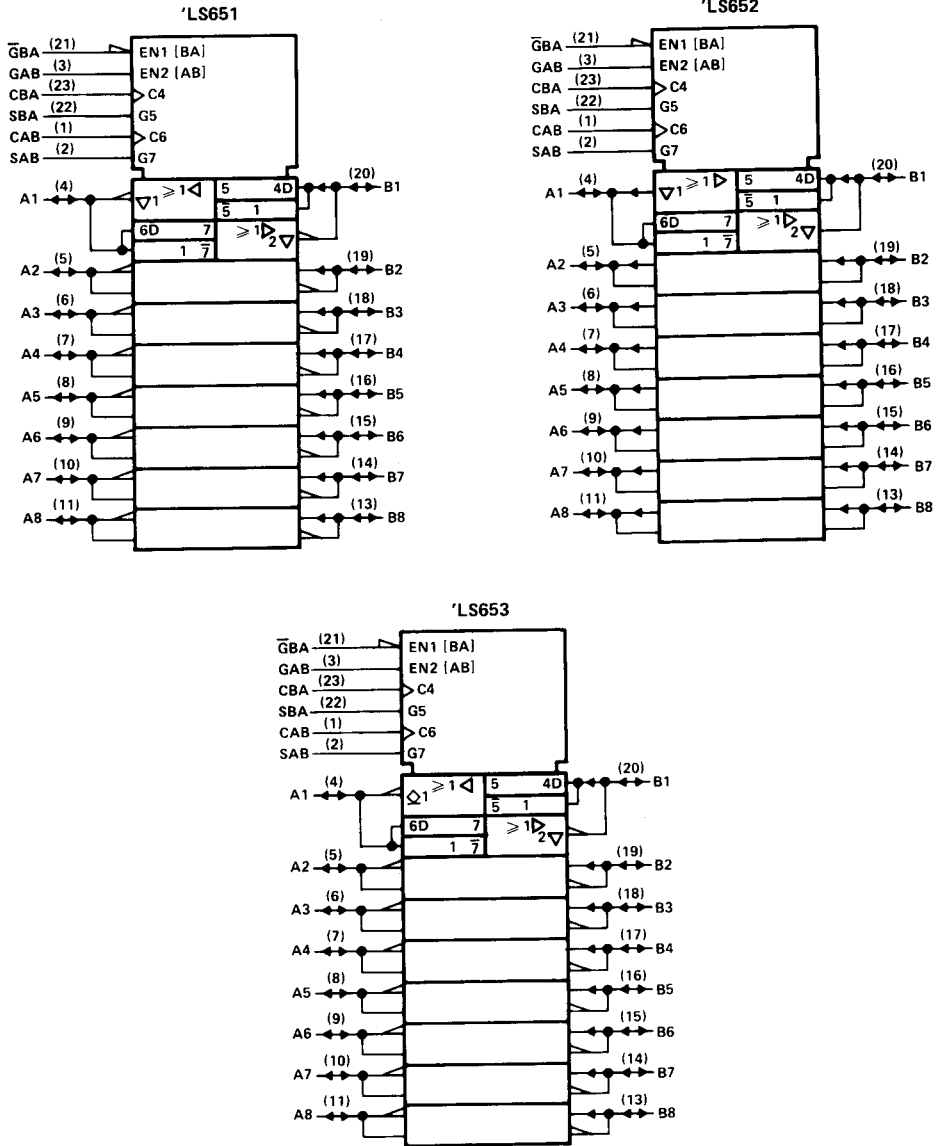 'LS651
G̅BA (21) EN1 [BA]
GAB (3) EN2 [AB]
CBA (23) C4
SBA (22) G5
CAB (1) C6
SAB (2) G7
A1 (4) ▽1 ≥1 ◁ 5 4D (20) B1
5̅ 1
6D 7 ≥1 ▷ 2 ▽
1 7̅
A2 (5) (19) B2
A3 (6) (18) B3
A4 (7) (17) B4
A5 (8) (16) B5
A6 (9) (15) B6
A7 (10) (14) B7
A8 (11) (13) B8
'LS652
G̅BA (21) EN1 [BA]
GAB (3) EN2 [AB]
CBA (23) C4
SBA (22) G5
CAB (1) C6
SAB (2) G7
A1 (4) ▽1 ≥1 ▷ 5 4D (20) B1
5̅ 1
6D 7 ≥1 ▷ 2 ▽
1 7̅
A2 (5) (19) B2
A3 (6) (18) B3
A4 (7) (17) B4
A5 (8) (16) B5
A6 (9) (15) B6
A7 (10) (14) B7
A8 (11) (13) B8
'LS653
G̅BA (21) EN1 [BA]
GAB (3) EN2 [AB]
CBA (23) C4
SBA (22) G5
CAB (1) C6
SAB (2) G7
A1 (4) ◇1 ≥1 ◁ 5 4D (20) B1
5̅ 1
6D 7 ≥1 ▷ 2 ▽
1 7̅
A2 (5) (19) B2
A3 (6) (18) B3
A4 (7) (17) B4
A5 (8) (16) B5
A6 (9) (15) B6
A7 (10) (14) B7
A8 (11) (13) B8